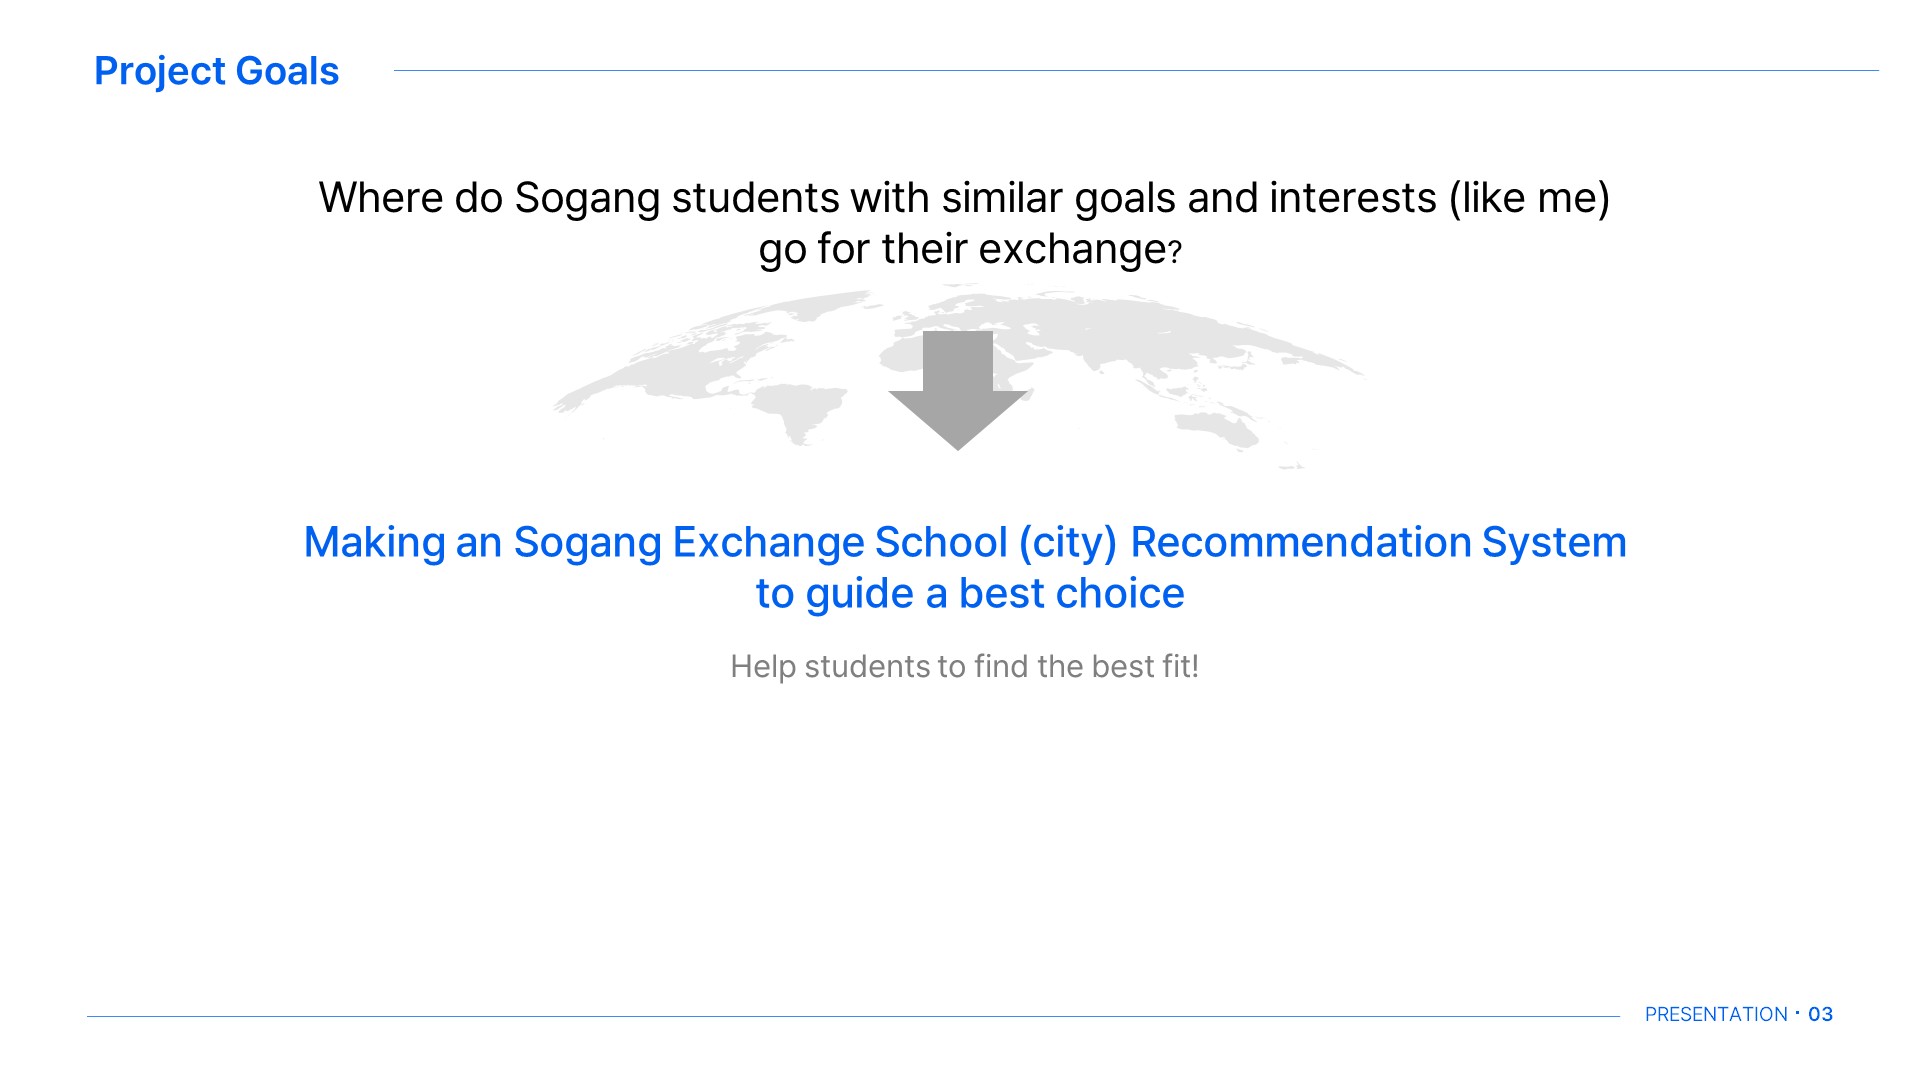 Project Goals
Where do Sogang students with similar goals and interests (like me)
go for their exchange?
Making an Sogang Exchange School (city) Recommendation System
to guide a best choice
Help students to find the best fit!
PRESENTATION · 03